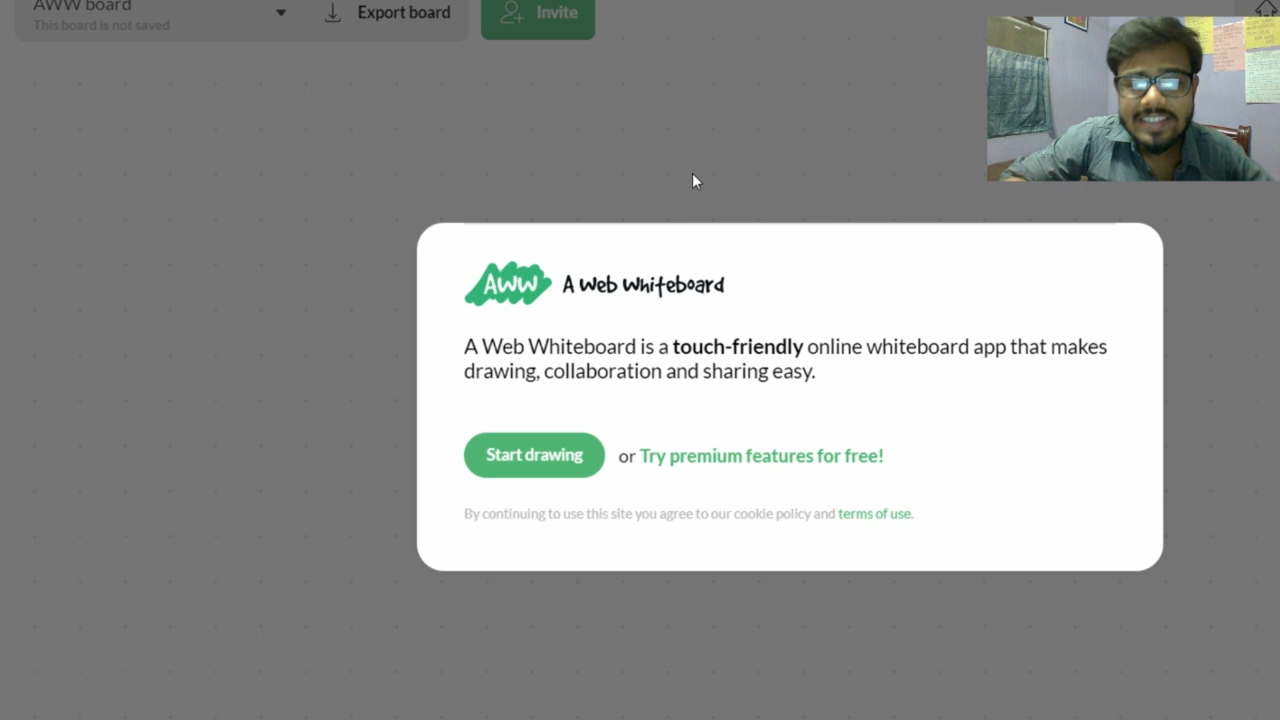 AWW board
This board is not saved
Export board
Invite
AWW A Web Whiteboard
A Web Whiteboard is a touch-friendly online whiteboard app that makes
drawing, collaboration and sharing easy.
Start drawing or Try premium features for free!
By continuing to use this site you agree to our cookie policy and terms of use.